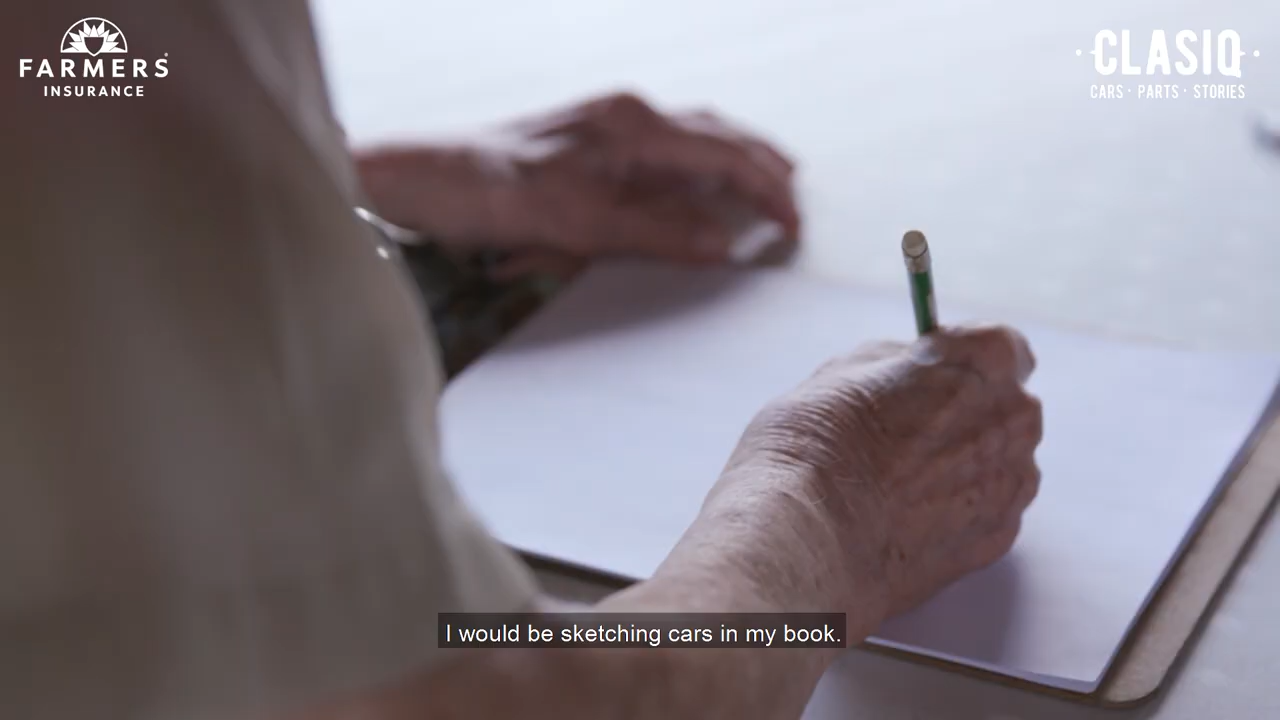 FARMERS
INSURANCE
CLASIQ
CARS · PARTS · STORIES
I would be sketching cars in my book.